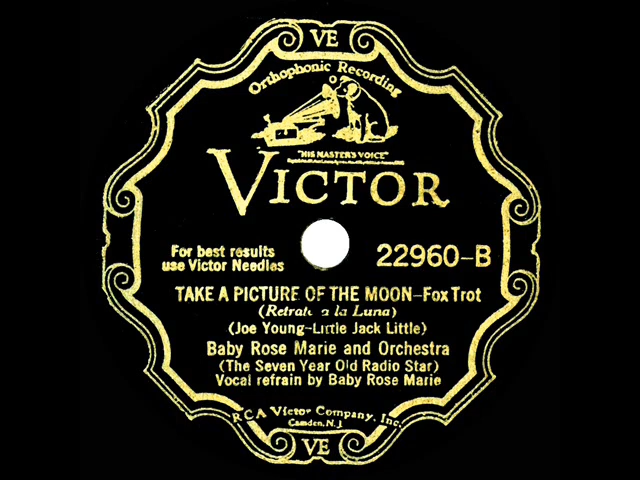 VE
Orthophonic Recording
"HIS MASTER'S VOICE"
VICTOR
For best results
use Victor Needles
22960-B
TAKE A PICTURE OF THE MOON-Fox Trot
(Retrato a la Luna)
(Joe Young-Little Jack Little)
Baby Rose Marie and Orchestra
(The Seven Year Old Radio Star)
Vocal refrain by Baby Rose Marie
RCA Victor Company, Inc.
Camden, N.J.
VE